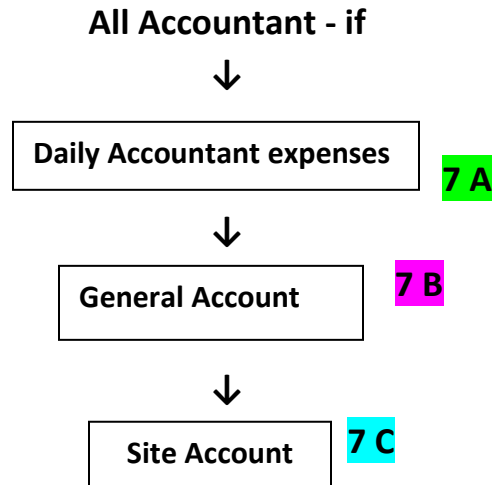 All Accountant - if
↓
Daily Accountant expenses
7 A
↓
General Account
7 B
↓
Site Account
7 C